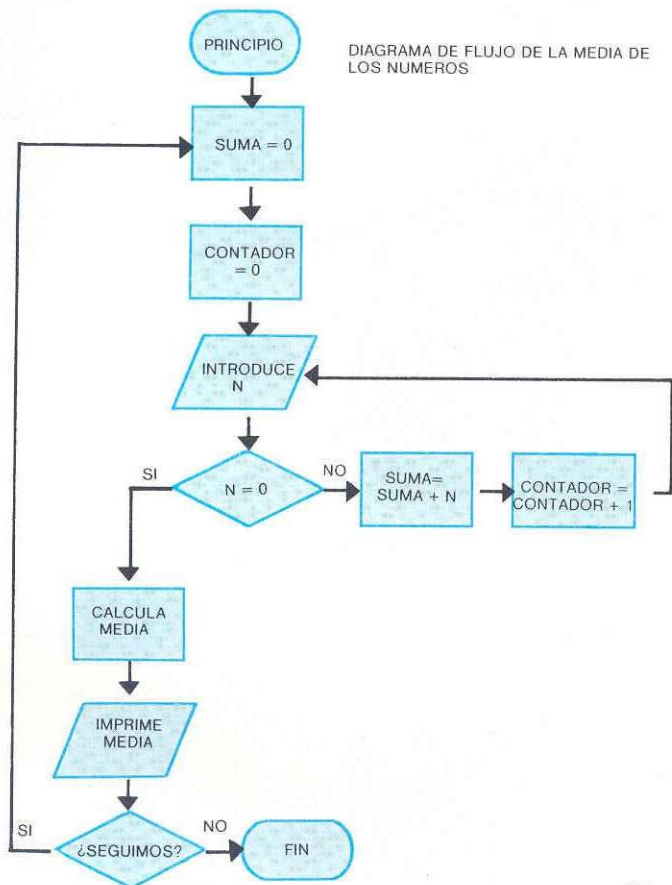 PRINCIPIO
DIAGRAMA DE FLUJO DE LA MEDIA DE
LOS NUMEROS
SUMA = 0
CONTADOR
= 0
INTRODUCE
N
SI
N = 0
NO
SUMA=
SUMA + N
CONTADOR =
CONTADOR + 1
CALCULA
MEDIA
IMPRIME
MEDIA
SI
¿SEGUIMOS?
NO
FIN